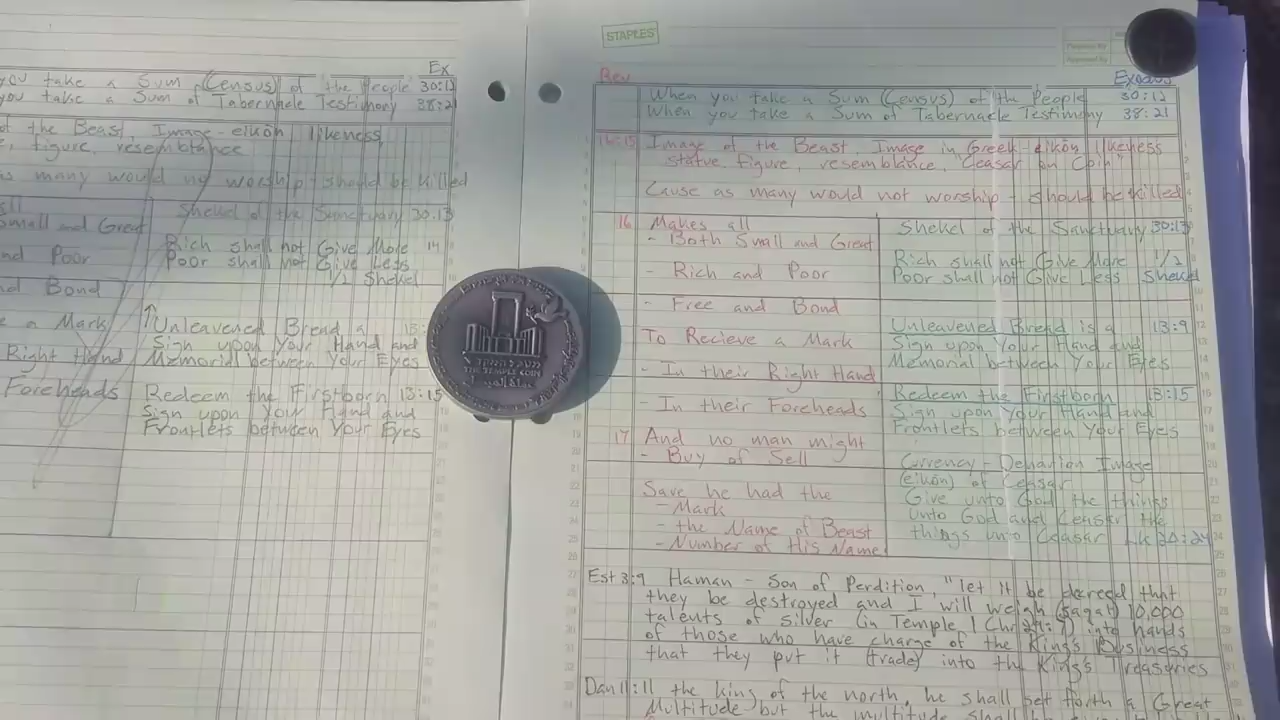 Ex
you take a Sum (Census) of the People 30:12
you take a Sum of Tabernacle Testimony 38:21
of the Beast, Image - eikōn likeness,
figure, resemblance
as many would no worship + should be killed
Small and Great
Shekel of the Sanctuary 30:13
Rich shall not Give More 14
and Poor
Poor shall not Give Less
1/2 Shekel
and Bond
a Mark
Unleavened Bread a 13:
Sign upon Your Hand and
Right Hand
Memorial between Your Eyes
Foreheads
Redeem the Firstborn 13:15
Sign upon Your Hand and
Frontlets between Your Eyes
THE TEMPLE COIN
STAPLES
Prepared By
Approved By
Rev
Exodus
When you take a Sum (Census) of the People 30:12
When you take a Sum of Tabernacle Testimony 38:21
Image of the Beast, Image in Greek - eikōn likeness
statue, figure, resemblance, "Ceasar on Coin"
Cause as many would not worship + should be killed
16 Makes all
- Both Small and Great
Shekel of the Sanctuary 30:13
- Rich and Poor
Rich shall not Give More 1/2
Poor shall not Give Less Shekel
- Free and Bond
To Recieve a Mark
Unleavened Bread is a 13:9
Sign upon Your Hand and
Memorial between Your Eyes
- In their Right Hand
- In their Foreheads
Redeem the Firstborn 13:15
Sign upon Your Hand and
Frontlets between Your Eyes
17 And no man might
- Buy or Sell
Save he had the
- Mark
- the Name of Beast
- Number of His Name
Currency - Denarion Image
(eikōn) of Ceasar
Give unto God the things
unto God and Ceasar the
things unto Ceasar Lk 20:24
Est 3:9 Haman - Son of Perdition, "let it be decreed that
they be destroyed and I will weigh (saqal) 10,000
talents of silver (in Temple 1 Chr 29:7) into hands
of those who have charge of the King's Business
that they put it (trade) into the King's Treasuries
Dan 11:11 the king of the north, he shall set forth a Great
Multitude but the multitude shall be